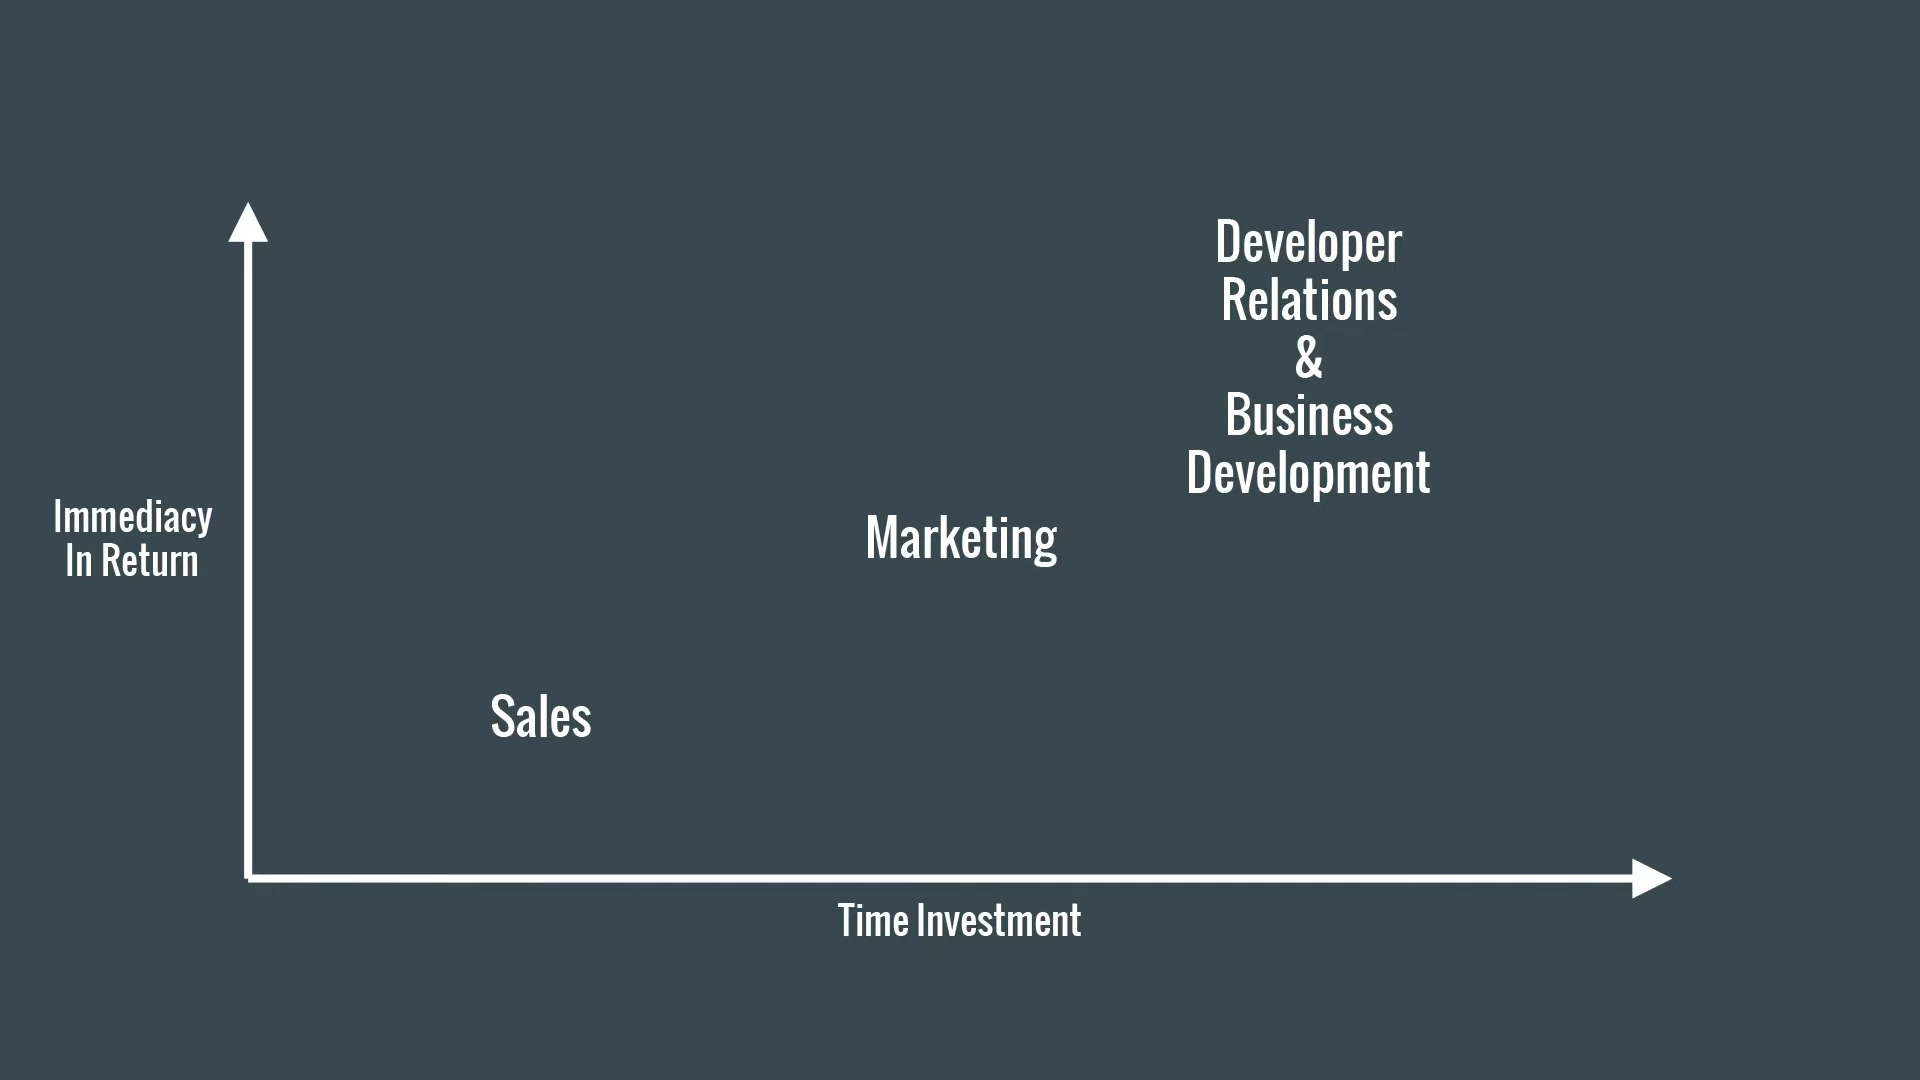 Developer
Relations
&
Business
Development
Marketing
Immediacy
In Return
Sales
Time Investment